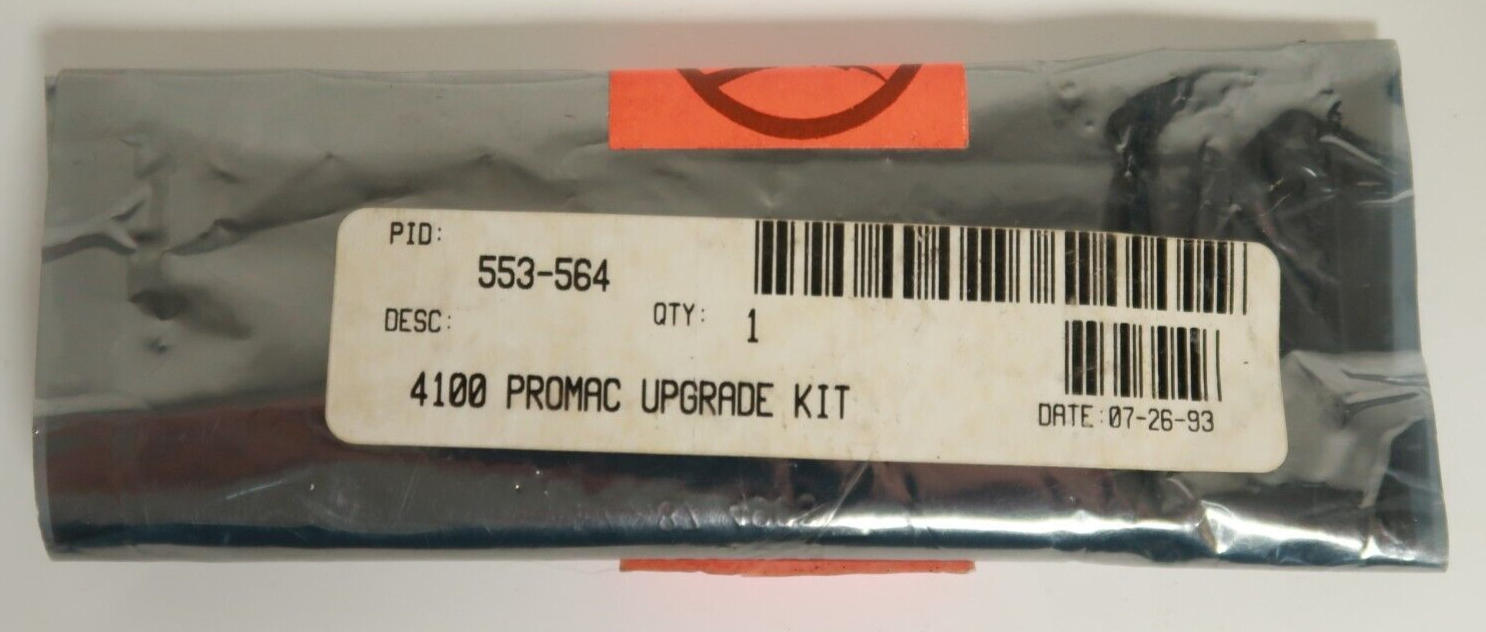 PID:
553-564
DESC:
QTY: 1
4100 PROMAC UPGRADE KIT
DATE:07-26-93